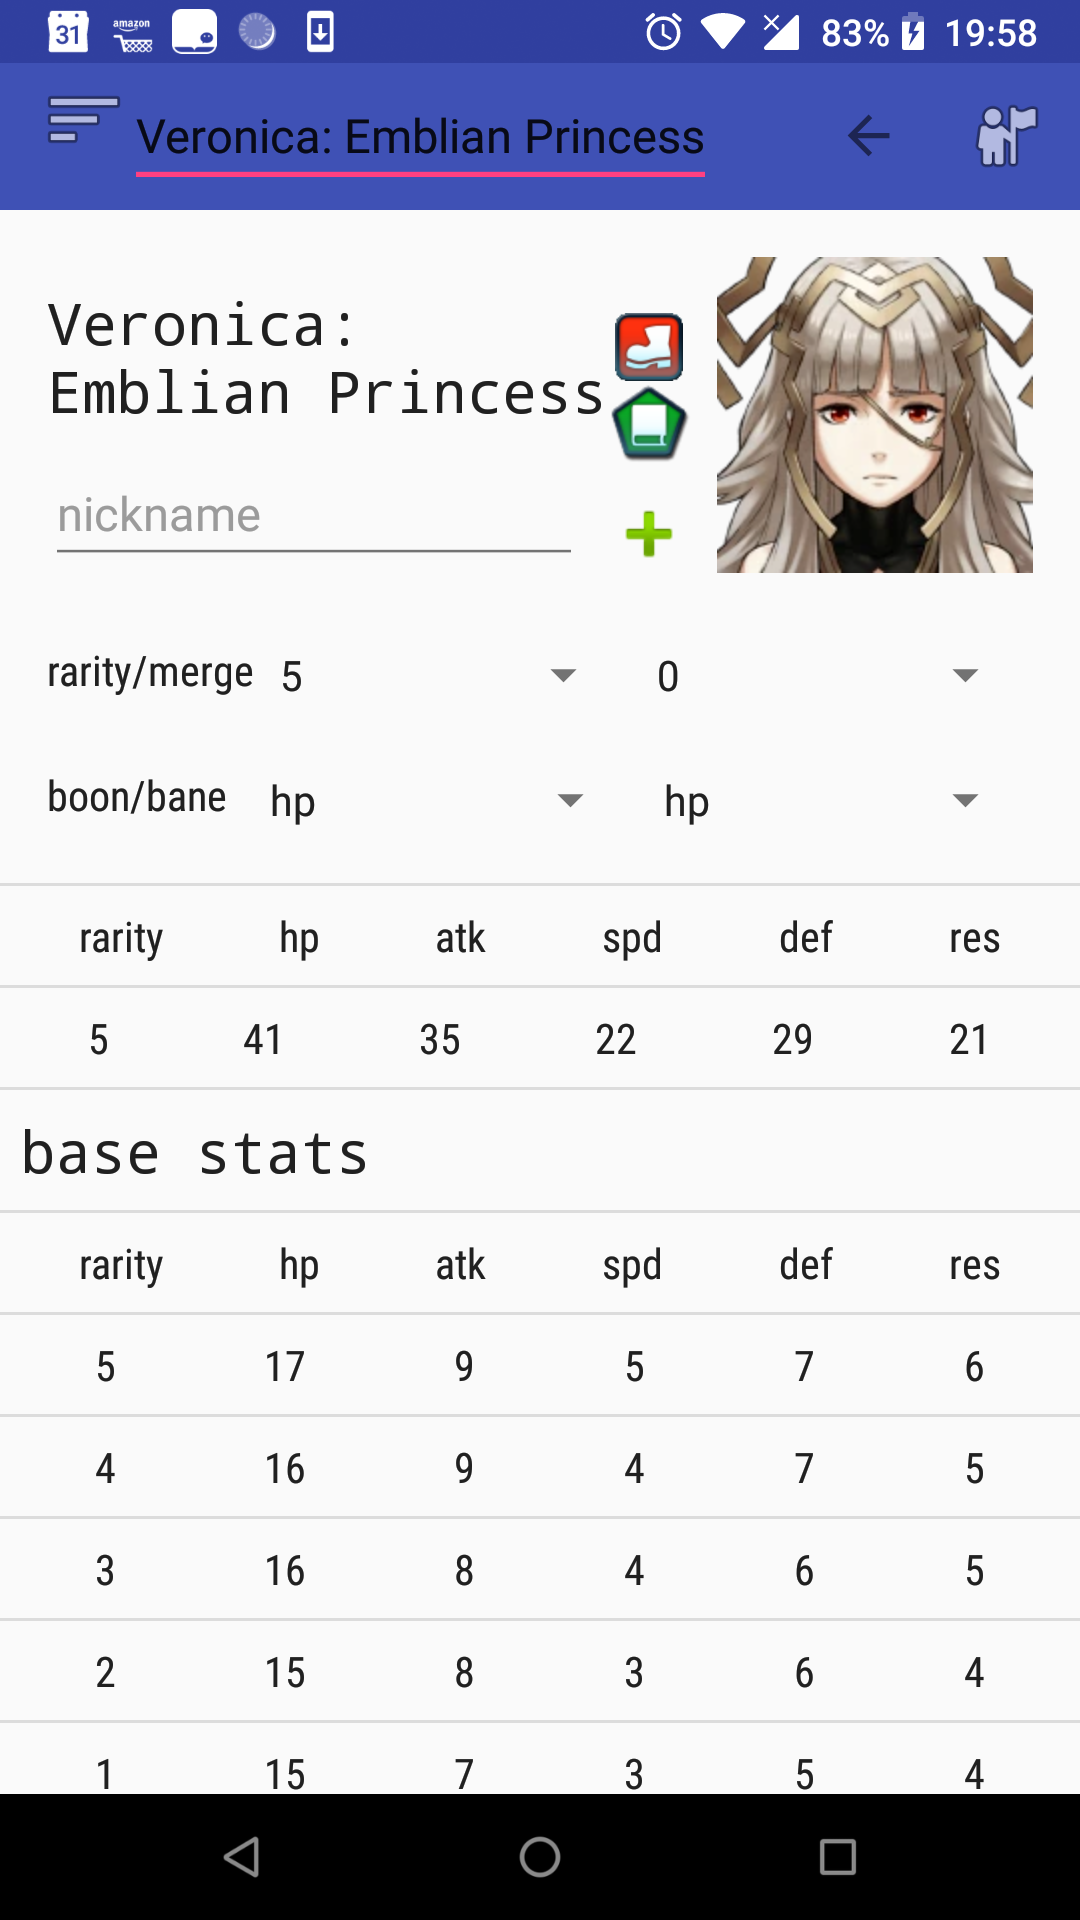 31 amazon 83% 19:58
Veronica: Emblian Princess
Veronica:
Emblian Princess
nickname
rarity/merge 5 0
boon/bane hp hp
rarity hp atk spd def res
5 41 35 22 29 21
base stats
rarity hp atk spd def res
5 17 9 5 7 6
4 16 9 4 7 5
3 16 8 4 6 5
2 15 8 3 6 4
1 15 7 3 5 4